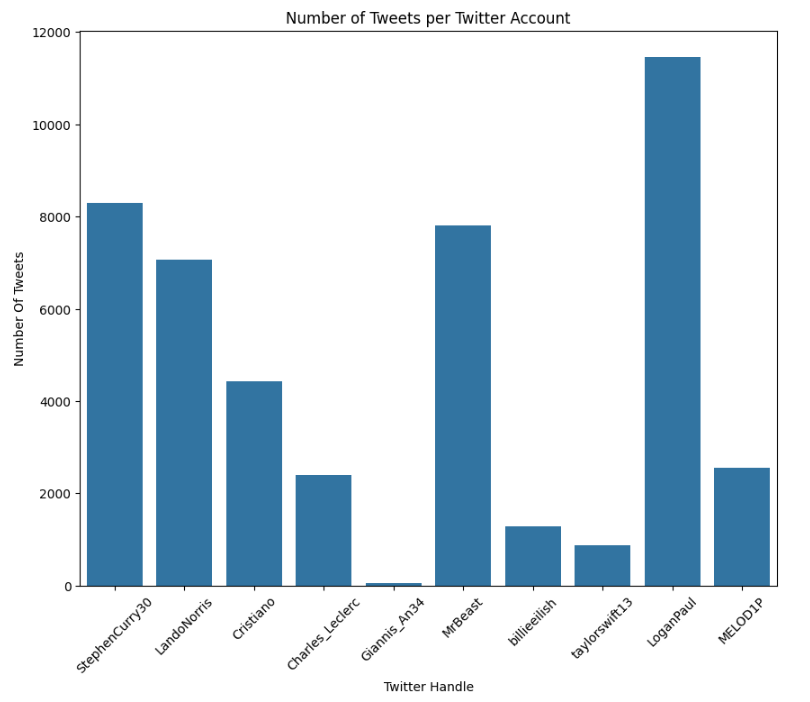 Number of Tweets per Twitter Account
Number Of Tweets
12000
10000
8000
6000
4000
2000
0
StephenCurry30
LandoNorris
Cristiano
Charles_Leclerc
Giannis_An34
MrBeast
billieeilish
taylorswift13
LoganPaul
MELOD1P
Twitter Handle